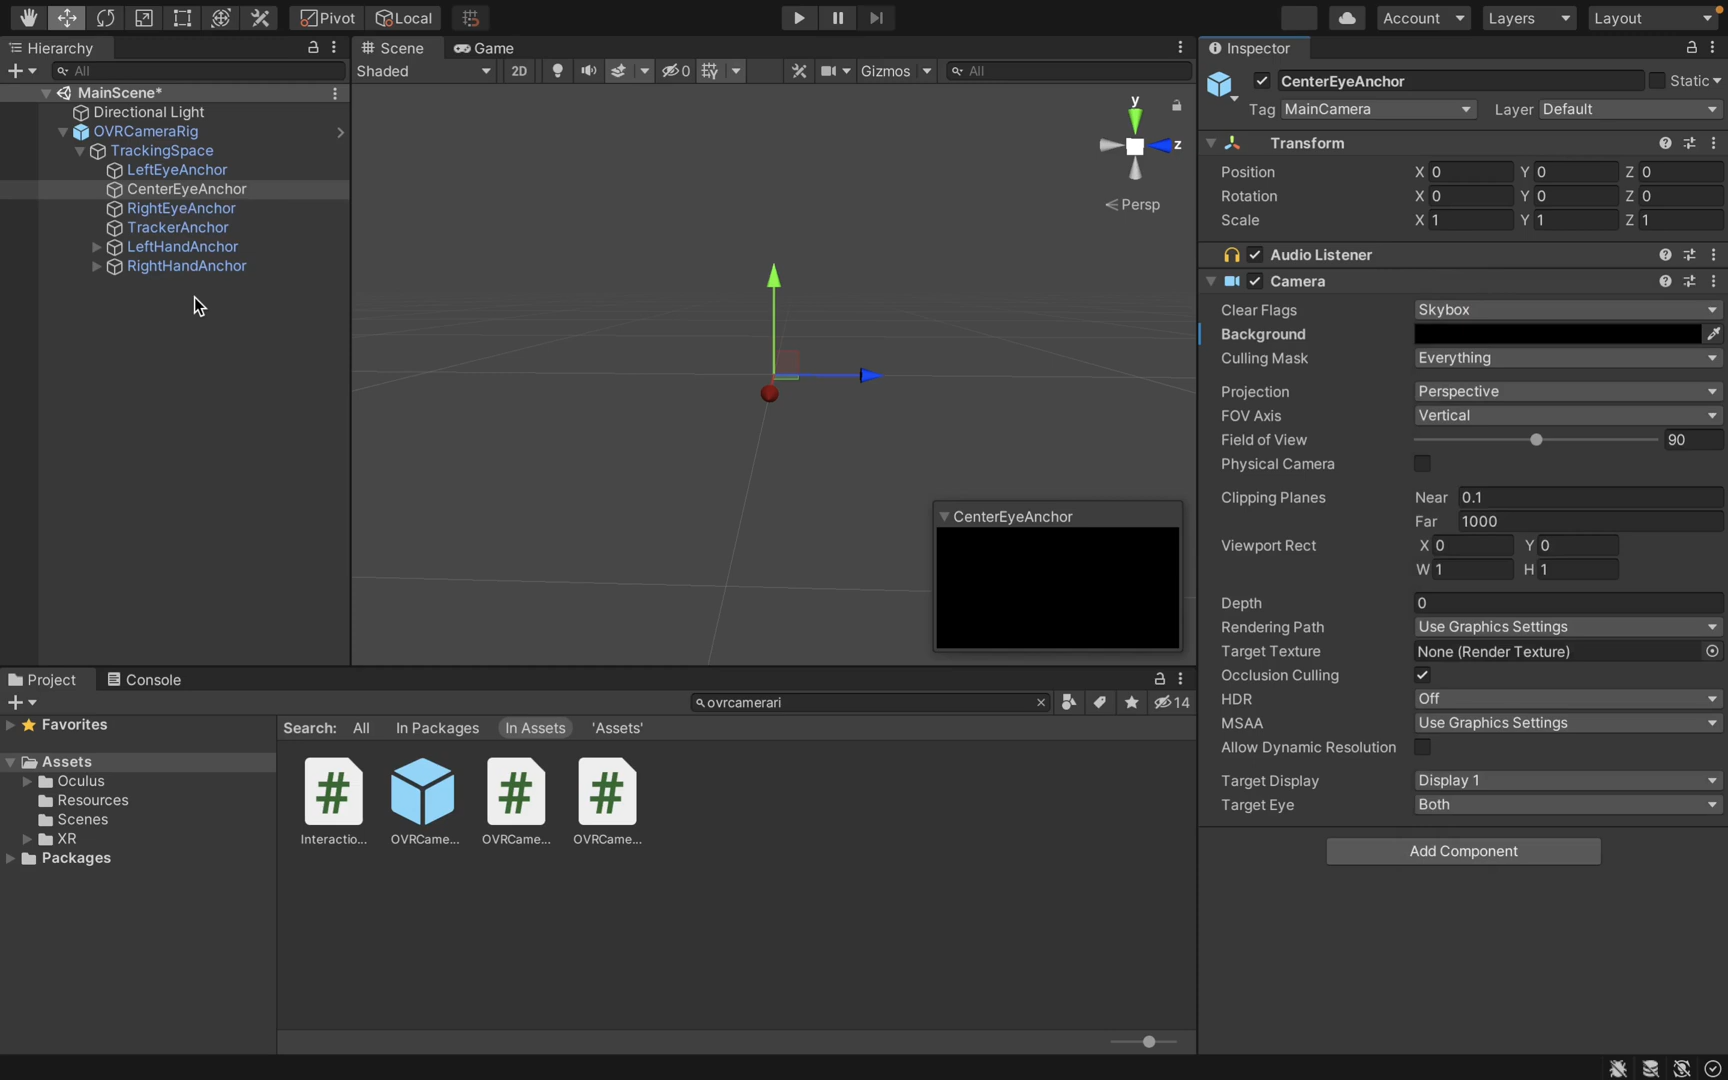 Pivot Local Account Layers Layout
Hierarchy
All
MainScene*
Directional Light
OVRCameraRig
TrackingSpace
LeftEyeAnchor
CenterEyeAnchor
RightEyeAnchor
TrackerAnchor
LeftHandAnchor
RightHandAnchor
Scene Game
Shaded 2D 0 Gizmos All
y
z
Persp
CenterEyeAnchor
Inspector
CenterEyeAnchor Static
Tag MainCamera Layer Default
Transform
Position X 0 Y 0 Z 0
Rotation X 0 Y 0 Z 0
Scale X 1 Y 1 Z 1
Audio Listener
Camera
Clear Flags Skybox
Background
Culling Mask Everything
Projection Perspective
FOV Axis Vertical
Field of View 90
Physical Camera
Clipping Planes Near 0.1
Far 1000
Viewport Rect X 0 Y 0
W 1 H 1
Depth 0
Rendering Path Use Graphics Settings
Target Texture None (Render Texture)
Occlusion Culling
HDR Off
MSAA Use Graphics Settings
Allow Dynamic Resolution
Target Display Display 1
Target Eye Both
Add Component
Project Console
ovrcamerari 14
Favorites
Assets
Oculus
Resources
Scenes
XR
Packages
Search: All In Packages In Assets 'Assets'
# # #
Interactio... OVRCame... OVRCame... OVRCame...